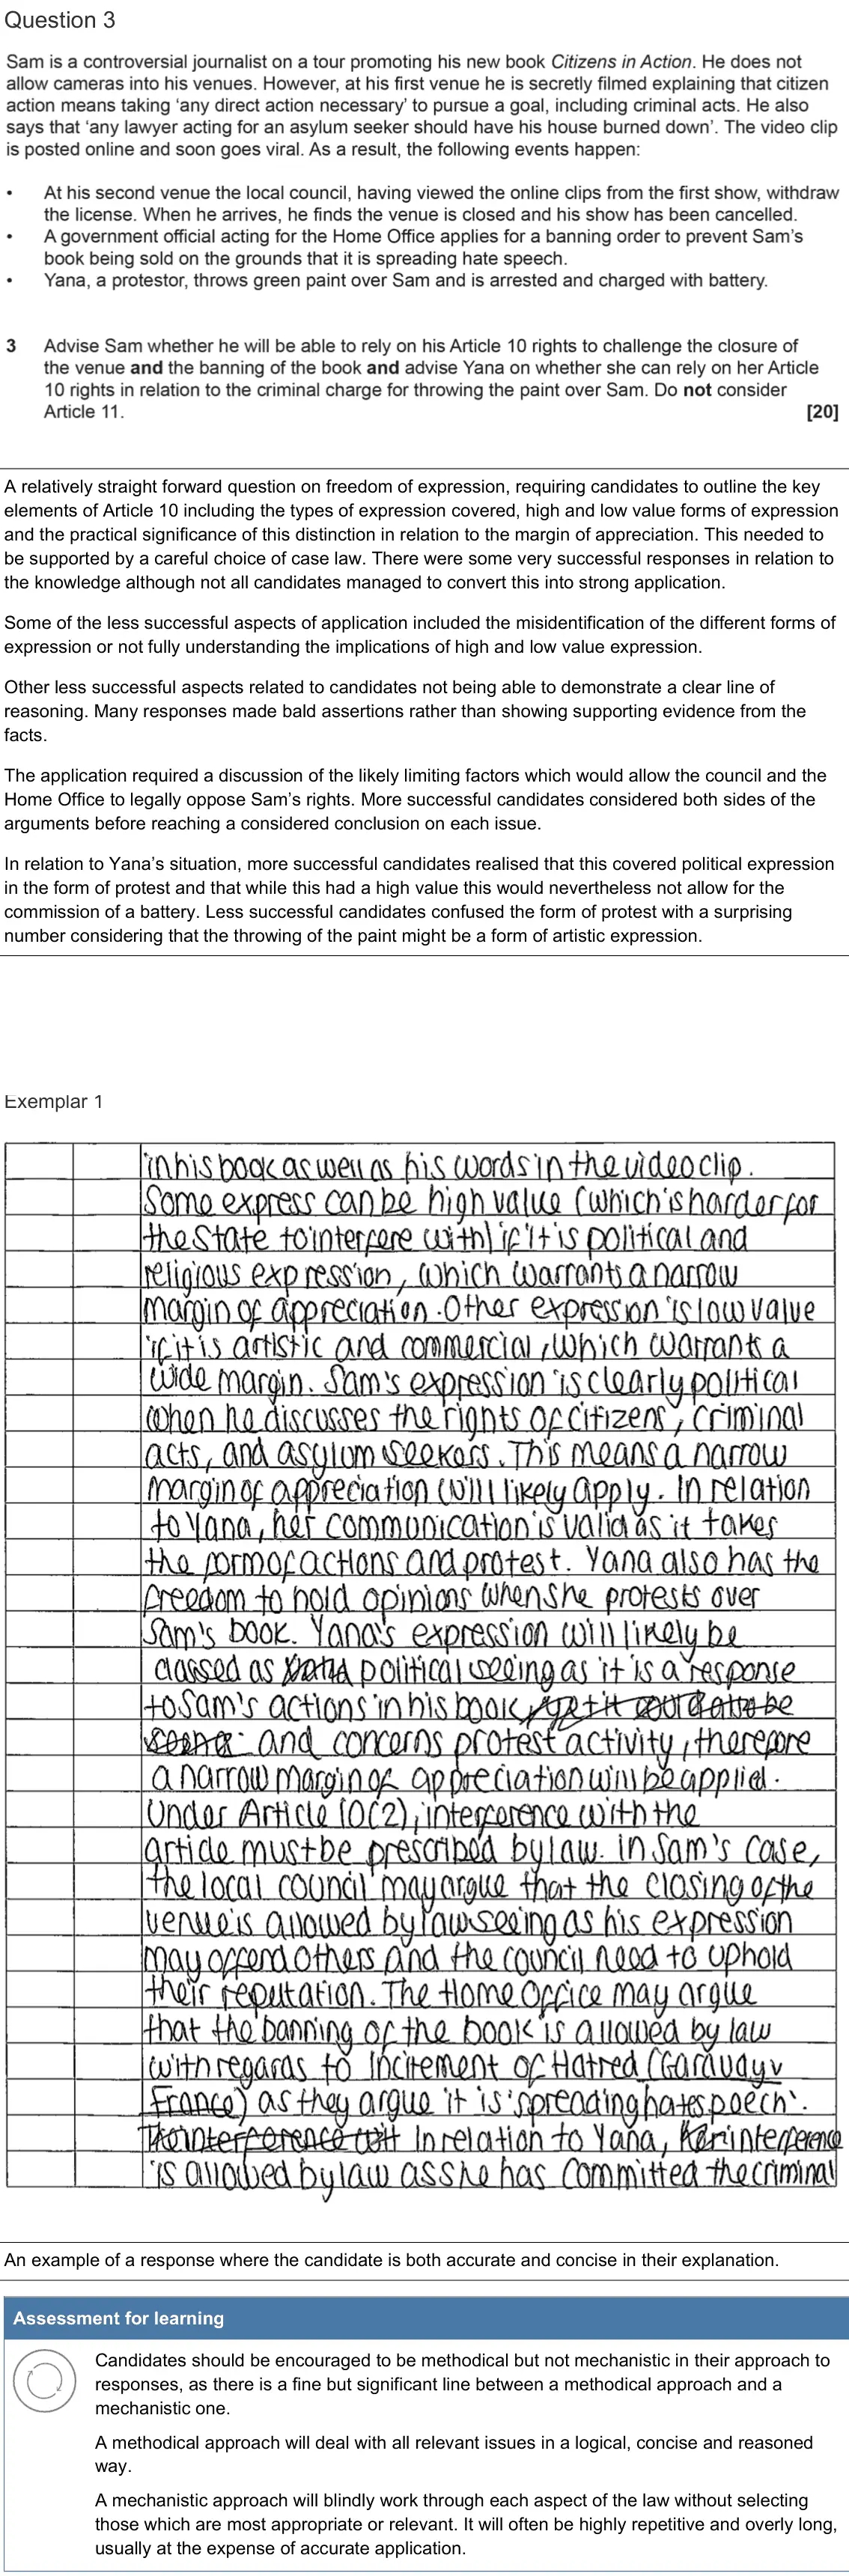 Question 3
Sam is a controversial journalist on a tour promoting his new book Citizens in Action. He does not
allow cameras into his venues. However, at his first venue he is secretly filmed explaining that citizen
action means taking ‘any direct action necessary’ to pursue a goal, including criminal acts. He also
says that ‘any lawyer acting for an asylum seeker should have his house burned down’. The video clip
is posted online and soon goes viral. As a result, the following events happen:
• At his second venue the local council, having viewed the online clips from the first show, withdraw
the license. When he arrives, he finds the venue is closed and his show has been cancelled.
• A government official acting for the Home Office applies for a banning order to prevent Sam’s
book being sold on the grounds that it is spreading hate speech.
• Yana, a protestor, throws green paint over Sam and is arrested and charged with battery.
3 Advise Sam whether he will be able to rely on his Article 10 rights to challenge the closure of
the venue and the banning of the book and advise Yana on whether she can rely on her Article
10 rights in relation to the criminal charge for throwing the paint over Sam. Do not consider
Article 11. [20]
A relatively straight forward question on freedom of expression, requiring candidates to outline the key
elements of Article 10 including the types of expression covered, high and low value forms of expression
and the practical significance of this distinction in relation to the margin of appreciation. This needed to
be supported by a careful choice of case law. There were some very successful responses in relation to
the knowledge although not all candidates managed to convert this into strong application.
Some of the less successful aspects of application included the misidentification of the different forms of
expression or not fully understanding the implications of high and low value expression.
Other less successful aspects related to candidates not being able to demonstrate a clear line of
reasoning. Many responses made bald assertions rather than showing supporting evidence from the
facts.
The application required a discussion of the likely limiting factors which would allow the council and the
Home Office to legally oppose Sam’s rights. More successful candidates considered both sides of the
arguments before reaching a considered conclusion on each issue.
In relation to Yana’s situation, more successful candidates realised that this covered political expression
in the form of protest and that while this had a high value this would nevertheless not allow for the
commission of a battery. Less successful candidates confused the form of protest with a surprising
number considering that the throwing of the paint might be a form of artistic expression.
Exemplar 1
in his book as well as his words in the video clip.
Some express can be high value (which is harder for
the State to interfere with) if it is political and
religious expression, which warrants a narrow
margin of appreciation. Other expression is low value
if it is artistic and commercial, which warrants a
wide margin. Sam's expression is clearly political
when he discusses the rights of citizens, criminal
acts, and asylum seekers. This means a narrow
margin of appreciation will likely apply. In relation
to Yana, her communication is valid as it takes
the form of actions and protest. Yana also has the
freedom to hold opinions when she protests over
Sam's book. Yana's expression will likely be
classed as political seeing as it is a response
to Sam's actions in his book
and concerns protest activity, therefore
a narrow margin of appreciation will be applied.
Under Article 10(2), interference with the
article must be prescribed by law. In Sam's case,
the local council may argue that the closing of the
venue is allowed by law seeing as his expression
may offend others and the council need to uphold
their reputation. The Home Office may argue
that the banning of the book is allowed by law
with regards to Incitement of Hatred (Garauday v
France) as they argue it is 'spreading hate speech'.
In relation to Yana, her interference
is allowed by law as she has committed the criminal
An example of a response where the candidate is both accurate and concise in their explanation.
Assessment for learning
Candidates should be encouraged to be methodical but not mechanistic in their approach to
responses, as there is a fine but significant line between a methodical approach and a
mechanistic one.
A methodical approach will deal with all relevant issues in a logical, concise and reasoned
way.
A mechanistic approach will blindly work through each aspect of the law without selecting
those which are most appropriate or relevant. It will often be highly repetitive and overly long,
usually at the expense of accurate application.